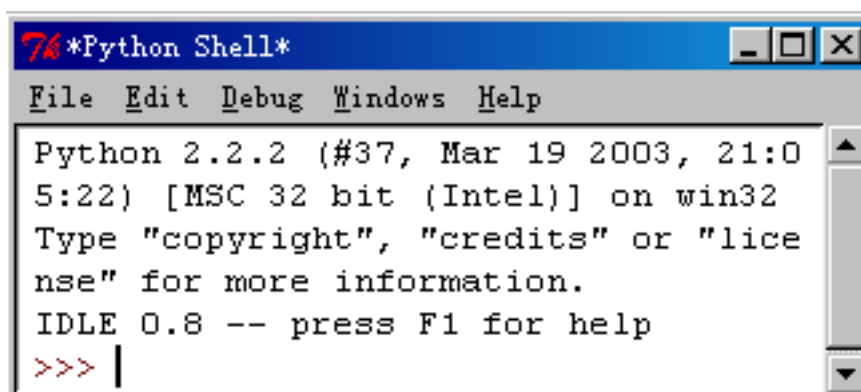 *Python Shell*
File Edit Debug Windows Help
Python 2.2.2 (#37, Mar 19 2003, 21:0
5:22) [MSC 32 bit (Intel)] on win32
Type "copyright", "credits" or "lice
nse" for more information.
IDLE 0.8 -- press F1 for help
>>>